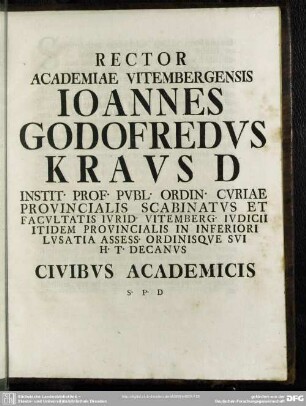 RECTOR
ACADEMIAE VITEMBERGENSIS
IOANNES
GODOFREDVS
KRAVS D
INSTIT· PROF· PVBL· ORDIN· CVRIAE
PROVINCIALIS SCABINATVS ET
FACVLTATIS IVRID· VITEMBERG· IVDICII
ITIDEM PROVINCIALIS IN INFERIORI
LVSATIA ASSESS· ORDINISQVE SVI
H· T· DECANVS
CIVIBVS ACADEMICIS
S· P· D
DFG